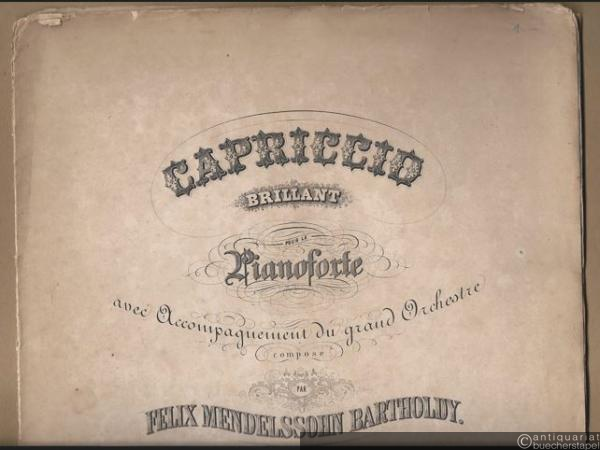 CAPRICCIO
BRILLANT
POUR LE
Pianoforte
avec Accompagnement du grand Orchestre
composé
PAR
FELIX MENDELSSOHN BARTHOLDY.
©antiquariat
buecherstapel